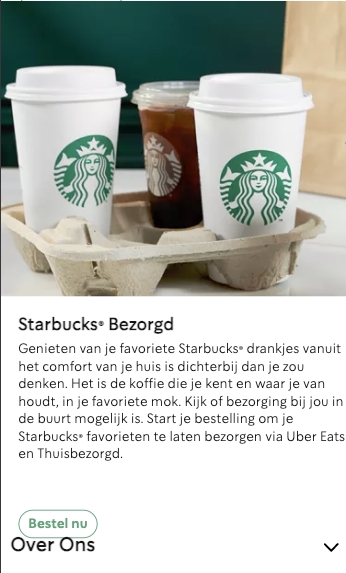 Starbucks® Bezorgd
Genieten van je favoriete Starbucks® drankjes vanuit
het comfort van je huis is dichterbij dan je zou
denken. Het is de koffie die je kent en waar je van
houdt, in je favoriete mok. Kijk of bezorging bij jou in
de buurt mogelijk is. Start je bestelling om je
Starbucks® favorieten te laten bezorgen via Uber Eats
en Thuisbezorgd.
Bestel nu
Over Ons